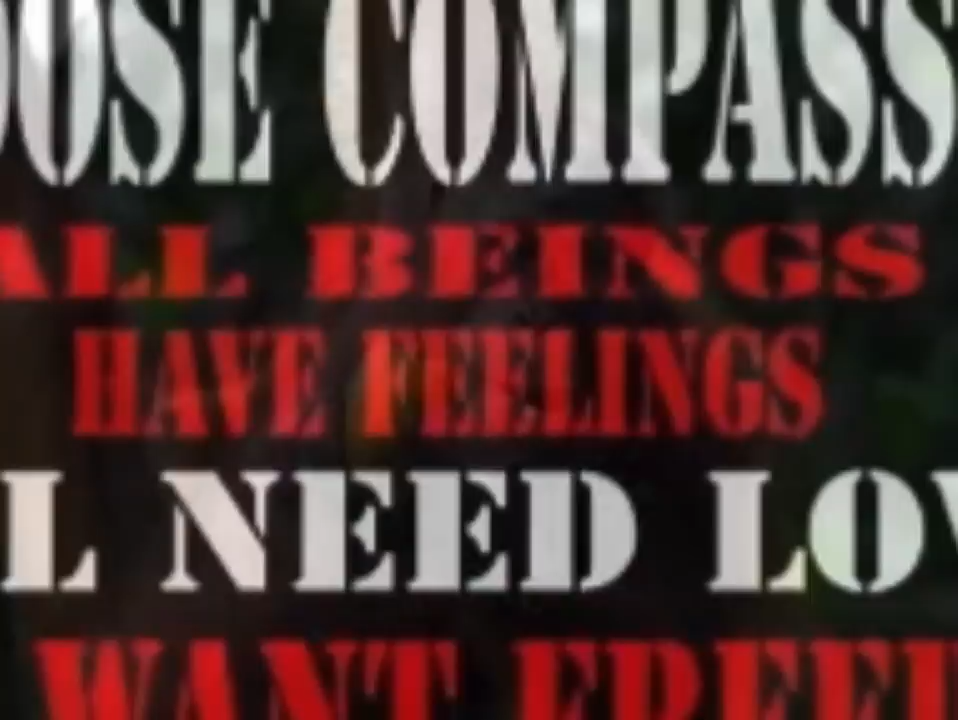 OOSE COMPASS
ALL BEINGS
HAVE FEELINGS
L NEED LOV
WANT FREE